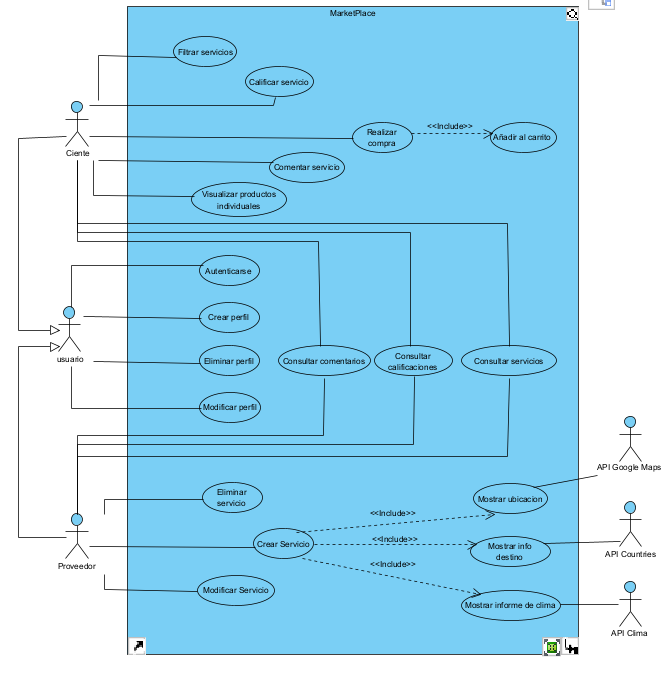 MarketPlace
Filtrar servicios
Calificar servicio
Realizar
compra
<<Include>>
Añadir al carrito
Ciente
Comentar servicio
Visualizar productos
individuales
Autenticarse
Crear perfil
usuario
Eliminar perfil
Consultar comentarios
Consultar
calificaciones
Consultar servicios
Modificar perfil
API Google Maps
Eliminar
servicio
Mostrar ubicacion
<<Include>>
Crear Servicio
<<Include>>
Mostrar info
destino
API Countries
Proveedor
<<Include>>
Modificar Servicio
Mostrar informe de clima
API Clima